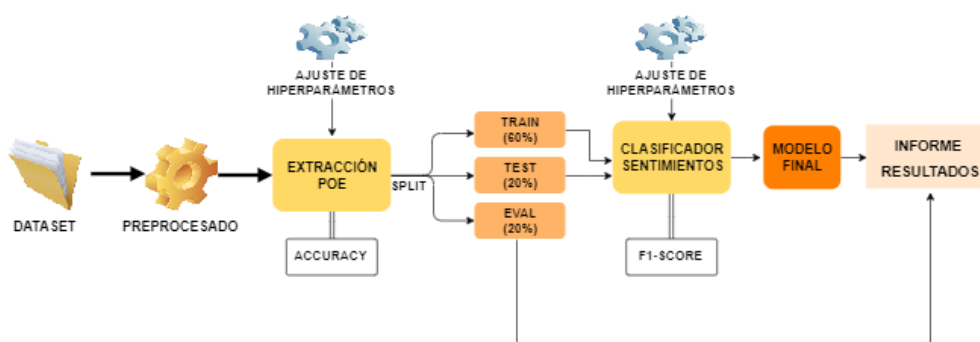 AJUSTE DE
HIPERPARÁMETROS
AJUSTE DE
HIPERPARÁMETROS
DATASET
PREPROCESADO
EXTRACCIÓN
POE
ACCURACY
SPLIT
TRAIN
(60%)
TEST
(20%)
EVAL
(20%)
CLASIFICADOR
SENTIMIENTOS
F1-SCORE
MODELO
FINAL
INFORME
RESULTADOS